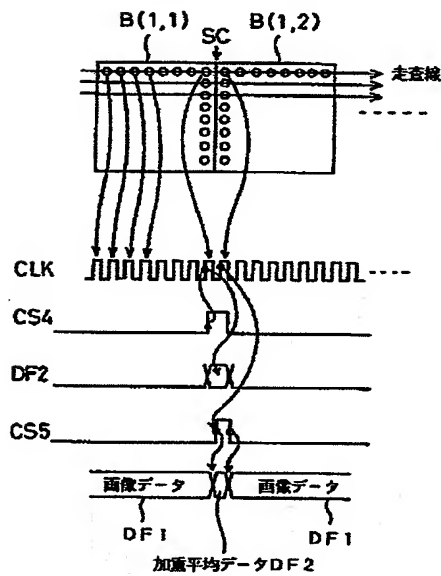 B(1,1) SC B(1,2)
走査線
CLK
CS4
DF2
CS5
画像データ 画像データ
DF1 DF1
加重平均データDF2